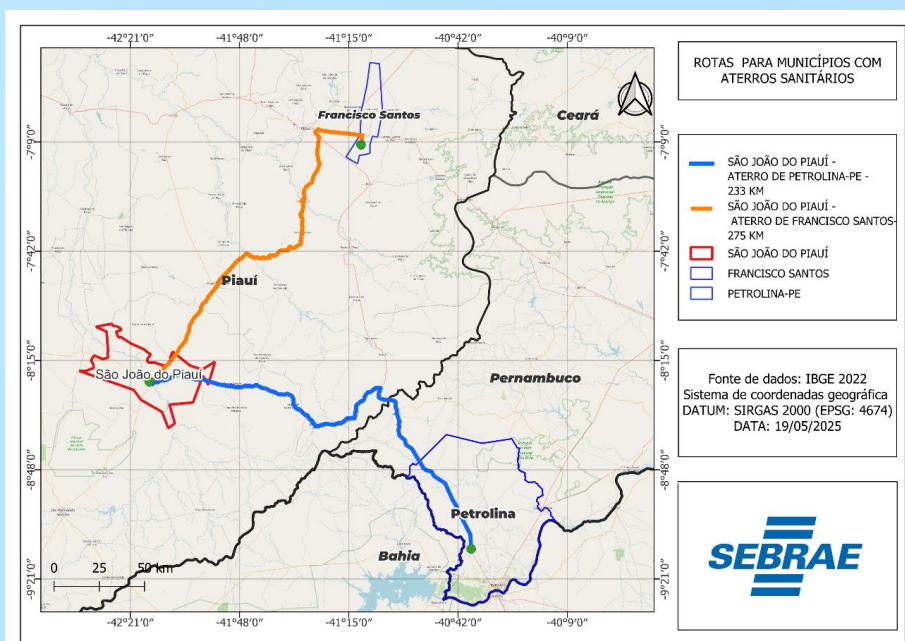 -42°21'0"
-41°48'0"
-41°15'0"
-40°42'0"
-40°9'0"
-7°9'0"
-7°42'0"
-8°15'0"
-8°48'0"
-9°21'0"
-7°9'0"
-7°42'0"
-8°15'0"
-8°48'0"
-9°21'0"
Francisco Santos
Ceará
Piauí
São João do Piauí
Pernambuco
Petrolina
Bahia
0 25 50 km
-42°21'0"
-41°48'0"
-41°15'0"
-40°42'0"
-40°9'0"
ROTAS PARA MUNICÍPIOS COM
ATERROS SANITÁRIOS
SÃO JOÃO DO PIAUÍ -
ATERRO DE PETROLINA-PE -
233 KM
SÃO JOÃO DO PIAUÍ -
ATERRO DE FRANCISCO SANTOS-
275 KM
SÃO JOÃO DO PIAUÍ
FRANCISCO SANTOS
PETROLINA-PE
Fonte de dados: IBGE 2022
Sistema de coordenadas geográfica
DATUM: SIRGAS 2000 (EPSG: 4674)
DATA: 19/05/2025
SEBRAE